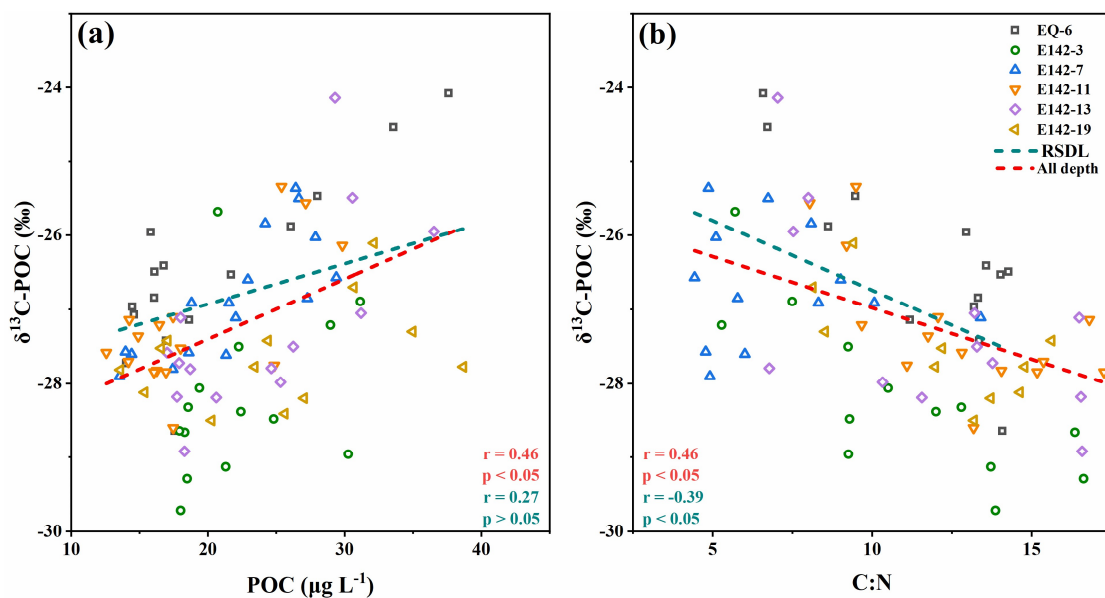 (a)
-24
-26
-28
-30
δ¹³C-POC (‰)
10
20
30
40
POC (μg L⁻¹)
r = 0.46
p < 0.05
r = 0.27
p > 0.05
(b)
-24
-26
-28
-30
δ¹³C-POC (‰)
5
10
15
C:N
EQ-6
E142-3
E142-7
E142-11
E142-13
E142-19
RSDL
All depth
r = 0.46
p < 0.05
r = -0.39
p < 0.05